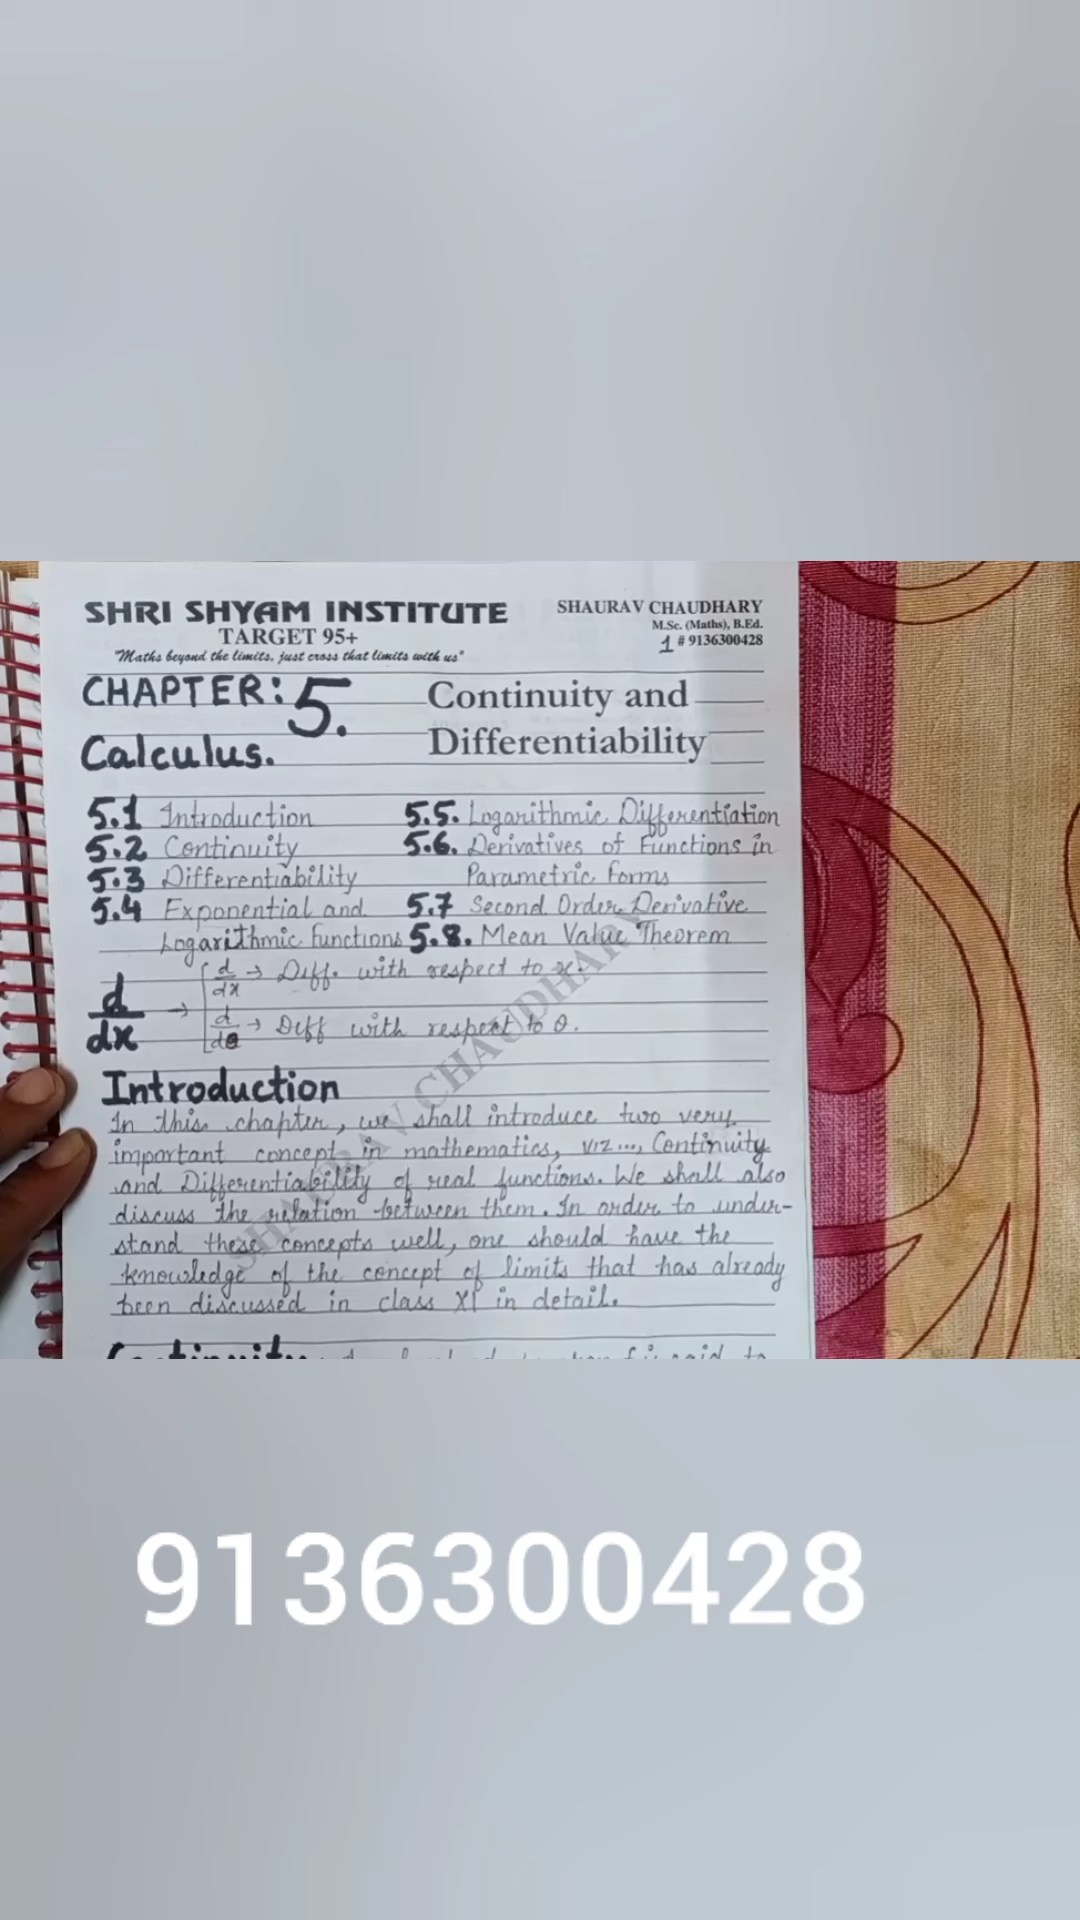 SHRI SHYAM INSTITUTE
TARGET 95+
"Maths beyond the limits, just cross that limits with us"
SHAURAV CHAUDHARY
M.Sc. (Maths), B.Ed.
1 # 9136300428
CHAPTER: 5.
Calculus.
Continuity and
Differentiability
5.1 Introduction
5.2 Continuity
5.3 Differentiability
5.4 Exponential and
Logarithmic functions
5.5. Logarithmic Differentiation
5.6. Derivatives of Functions in
Parametric Forms
5.7 Second Order Derivative
5.8. Mean Value Theorem
d/dx → d/dx → Diff. with respect to x.
d/dθ → Diff with respect to θ.
Introduction
In this chapter, we shall introduce two very
important concept in mathematics, viz..., Continuity
and Differentiability of real functions. We shall also
discuss the relation between them. In order to under-
stand these concepts well, one should have the
knowledge of the concept of limits that has already
been discussed in class XI in detail.
SHAURAV CHAUDHARY
9136300428